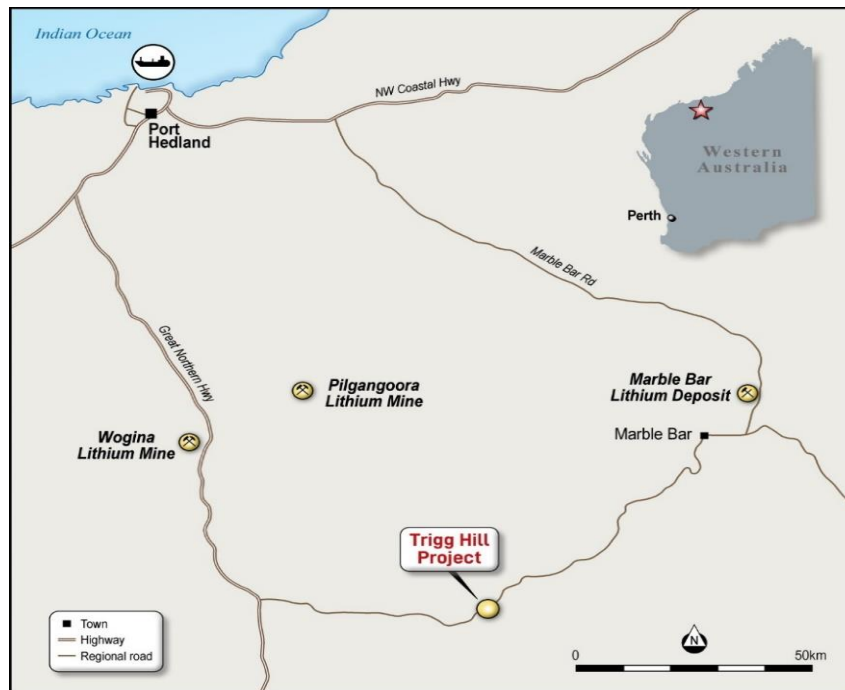 Indian Ocean
NW Coastal Hwy
Port
Hedland
Western
Australia
Perth
Marble Bar Rd
Great Northern Hwy
Pilgangoora
Lithium Mine
Marble Bar
Lithium Deposit
Wogina
Lithium Mine
Marble Bar
Trigg Hill
Project
Town
Highway
Regional road
N
0
50km